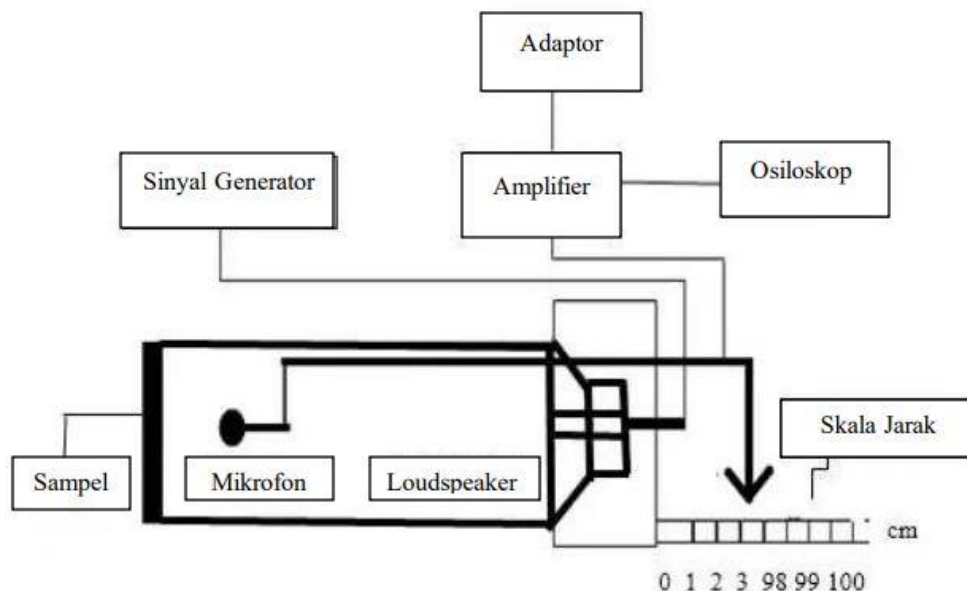 Adaptor
Sinyal Generator
Amplifier
Osiloskop
Skala Jarak
Sampel
Mikrofon
Loudspeaker
cm
0 1 2 3 98 99 100